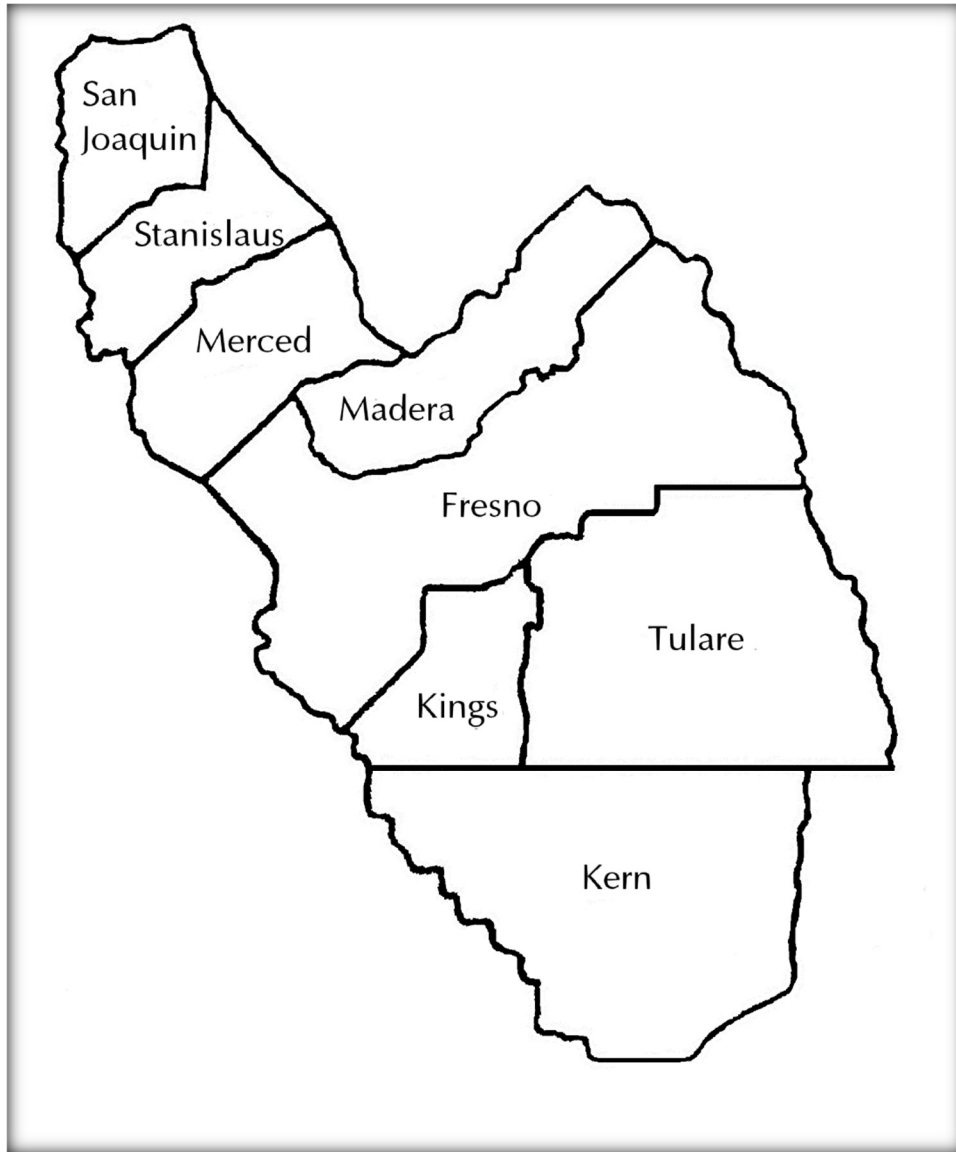 San
Joaquin
Stanislaus
Merced
Madera
Fresno
Tulare
Kings
Kern